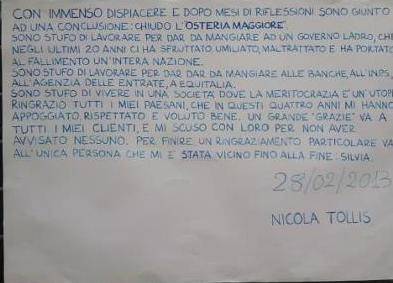 CON IMMENSO DISPIACERE E DOPO MESI DI RIFLESSIONI SONO GIUNTO
AD UNA CONCLUSIONE: CHIUDO L'"OSTERIA MAGGIORE".
SONO STUFO DI LAVORARE PER DAR DA MANGIARE AD UN GOVERNO LADRO, CHE
NEGLI ULTIMI 20 ANNI CI HA SFRUTTATO UMILIATO, MALTRATTATO E HA PORTATO
AL FALLIMENTO UN'INTERA NAZIONE.
SONO STUFO DI LAVORARE PER DAR DAR DA MANGIARE ALLE BANCHE, ALL'INPS,
ALL'AGENZIA DELLE ENTRATE, A EQUITALIA.
SONO STUFO DI VIVERE IN UNA SOCIETÀ DOVE LA MERITOCRAZIA E' UN'UTOPIA
RINGRAZIO TUTTI I MIEI PAESANI, CHE IN QUESTI QUATTRO ANNI MI HANNO
APPOGGIATO, RISPETTATO E VOLUTO BENE. UN GRANDE "GRAZIE" VA A
TUTTI I MIEI CLIENTI, E MI SCUSO CON LORO PER NON AVER
AVVISATO NESSUNO. PER FINIRE UN RINGRAZIAMENTO PARTICOLARE VA
ALL'UNICA PERSONA CHE MI E' STATA VICINO FINO ALLA FINE: SILVIA.
28/02/2013
NICOLA TOLLIS